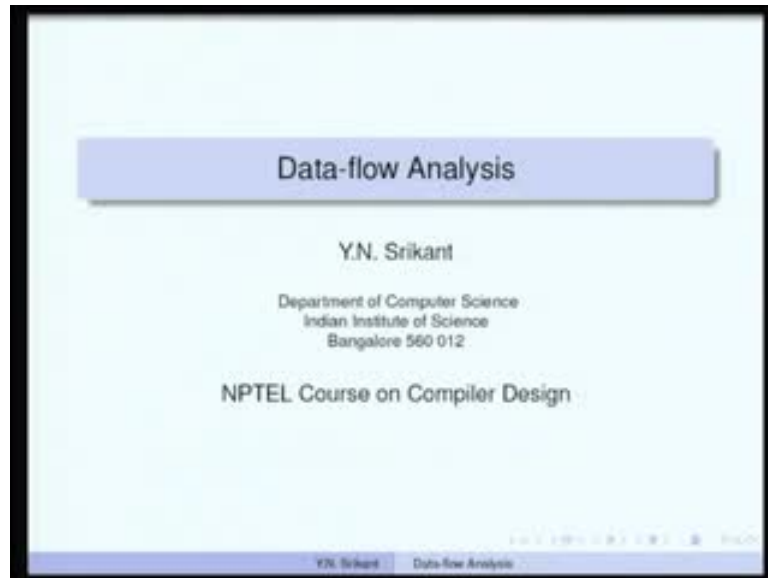 Data-flow Analysis
Y.N. Srikant
Department of Computer Science
Indian Institute of Science
Bangalore 560 012
NPTEL Course on Compiler Design
Y.N. Srikant Data-flow Analysis